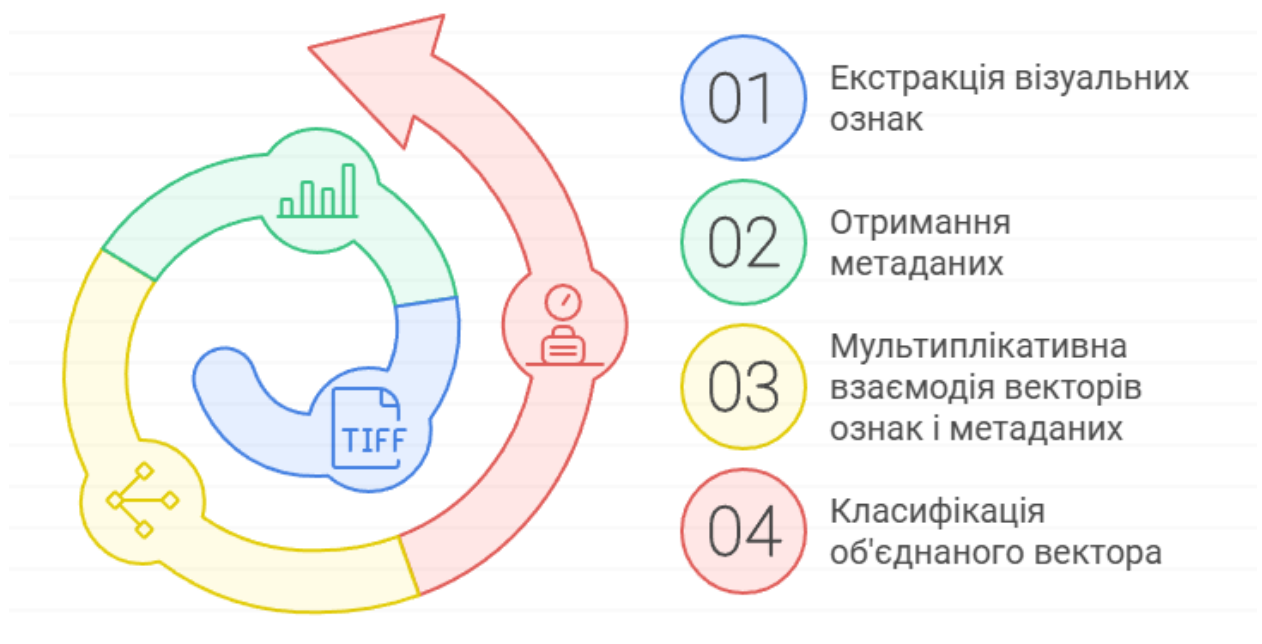 01
Екстракція візуальних
ознак
02
Отримання
метаданих
03
Мультиплікативна
взаємодія векторів
ознак і метаданих
04
Класифікація
об'єднаного вектора
TIFF